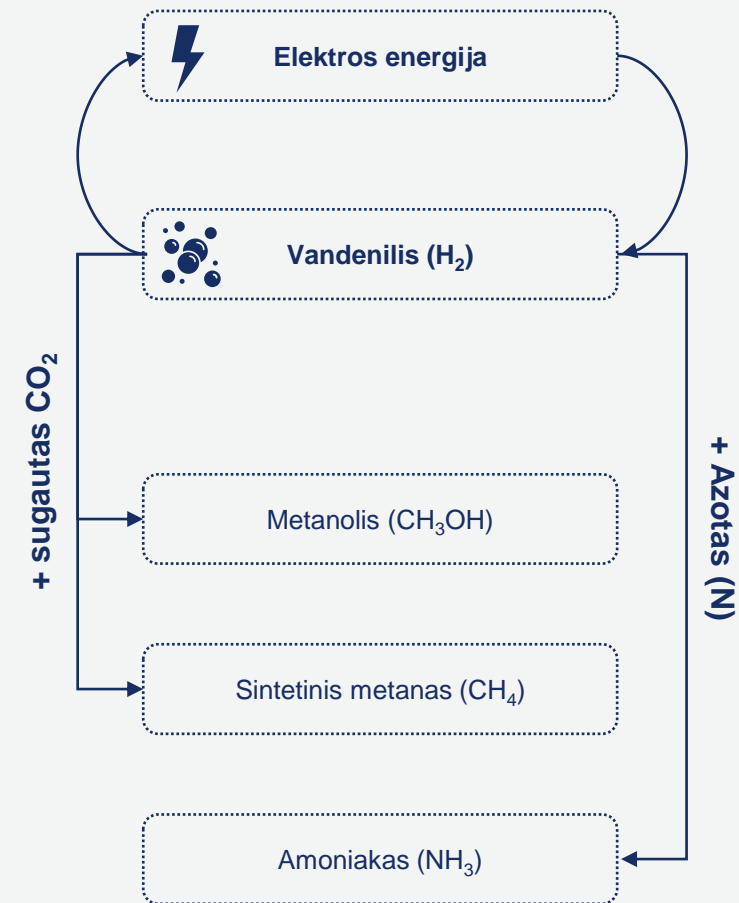 Elektros energija
Vandenilis (H₂)
+ sugautas CO₂
Metanolis (CH₃OH)
+ Azotas (N)
Sintetinis metanas (CH₄)
Amoniakas (NH₃)